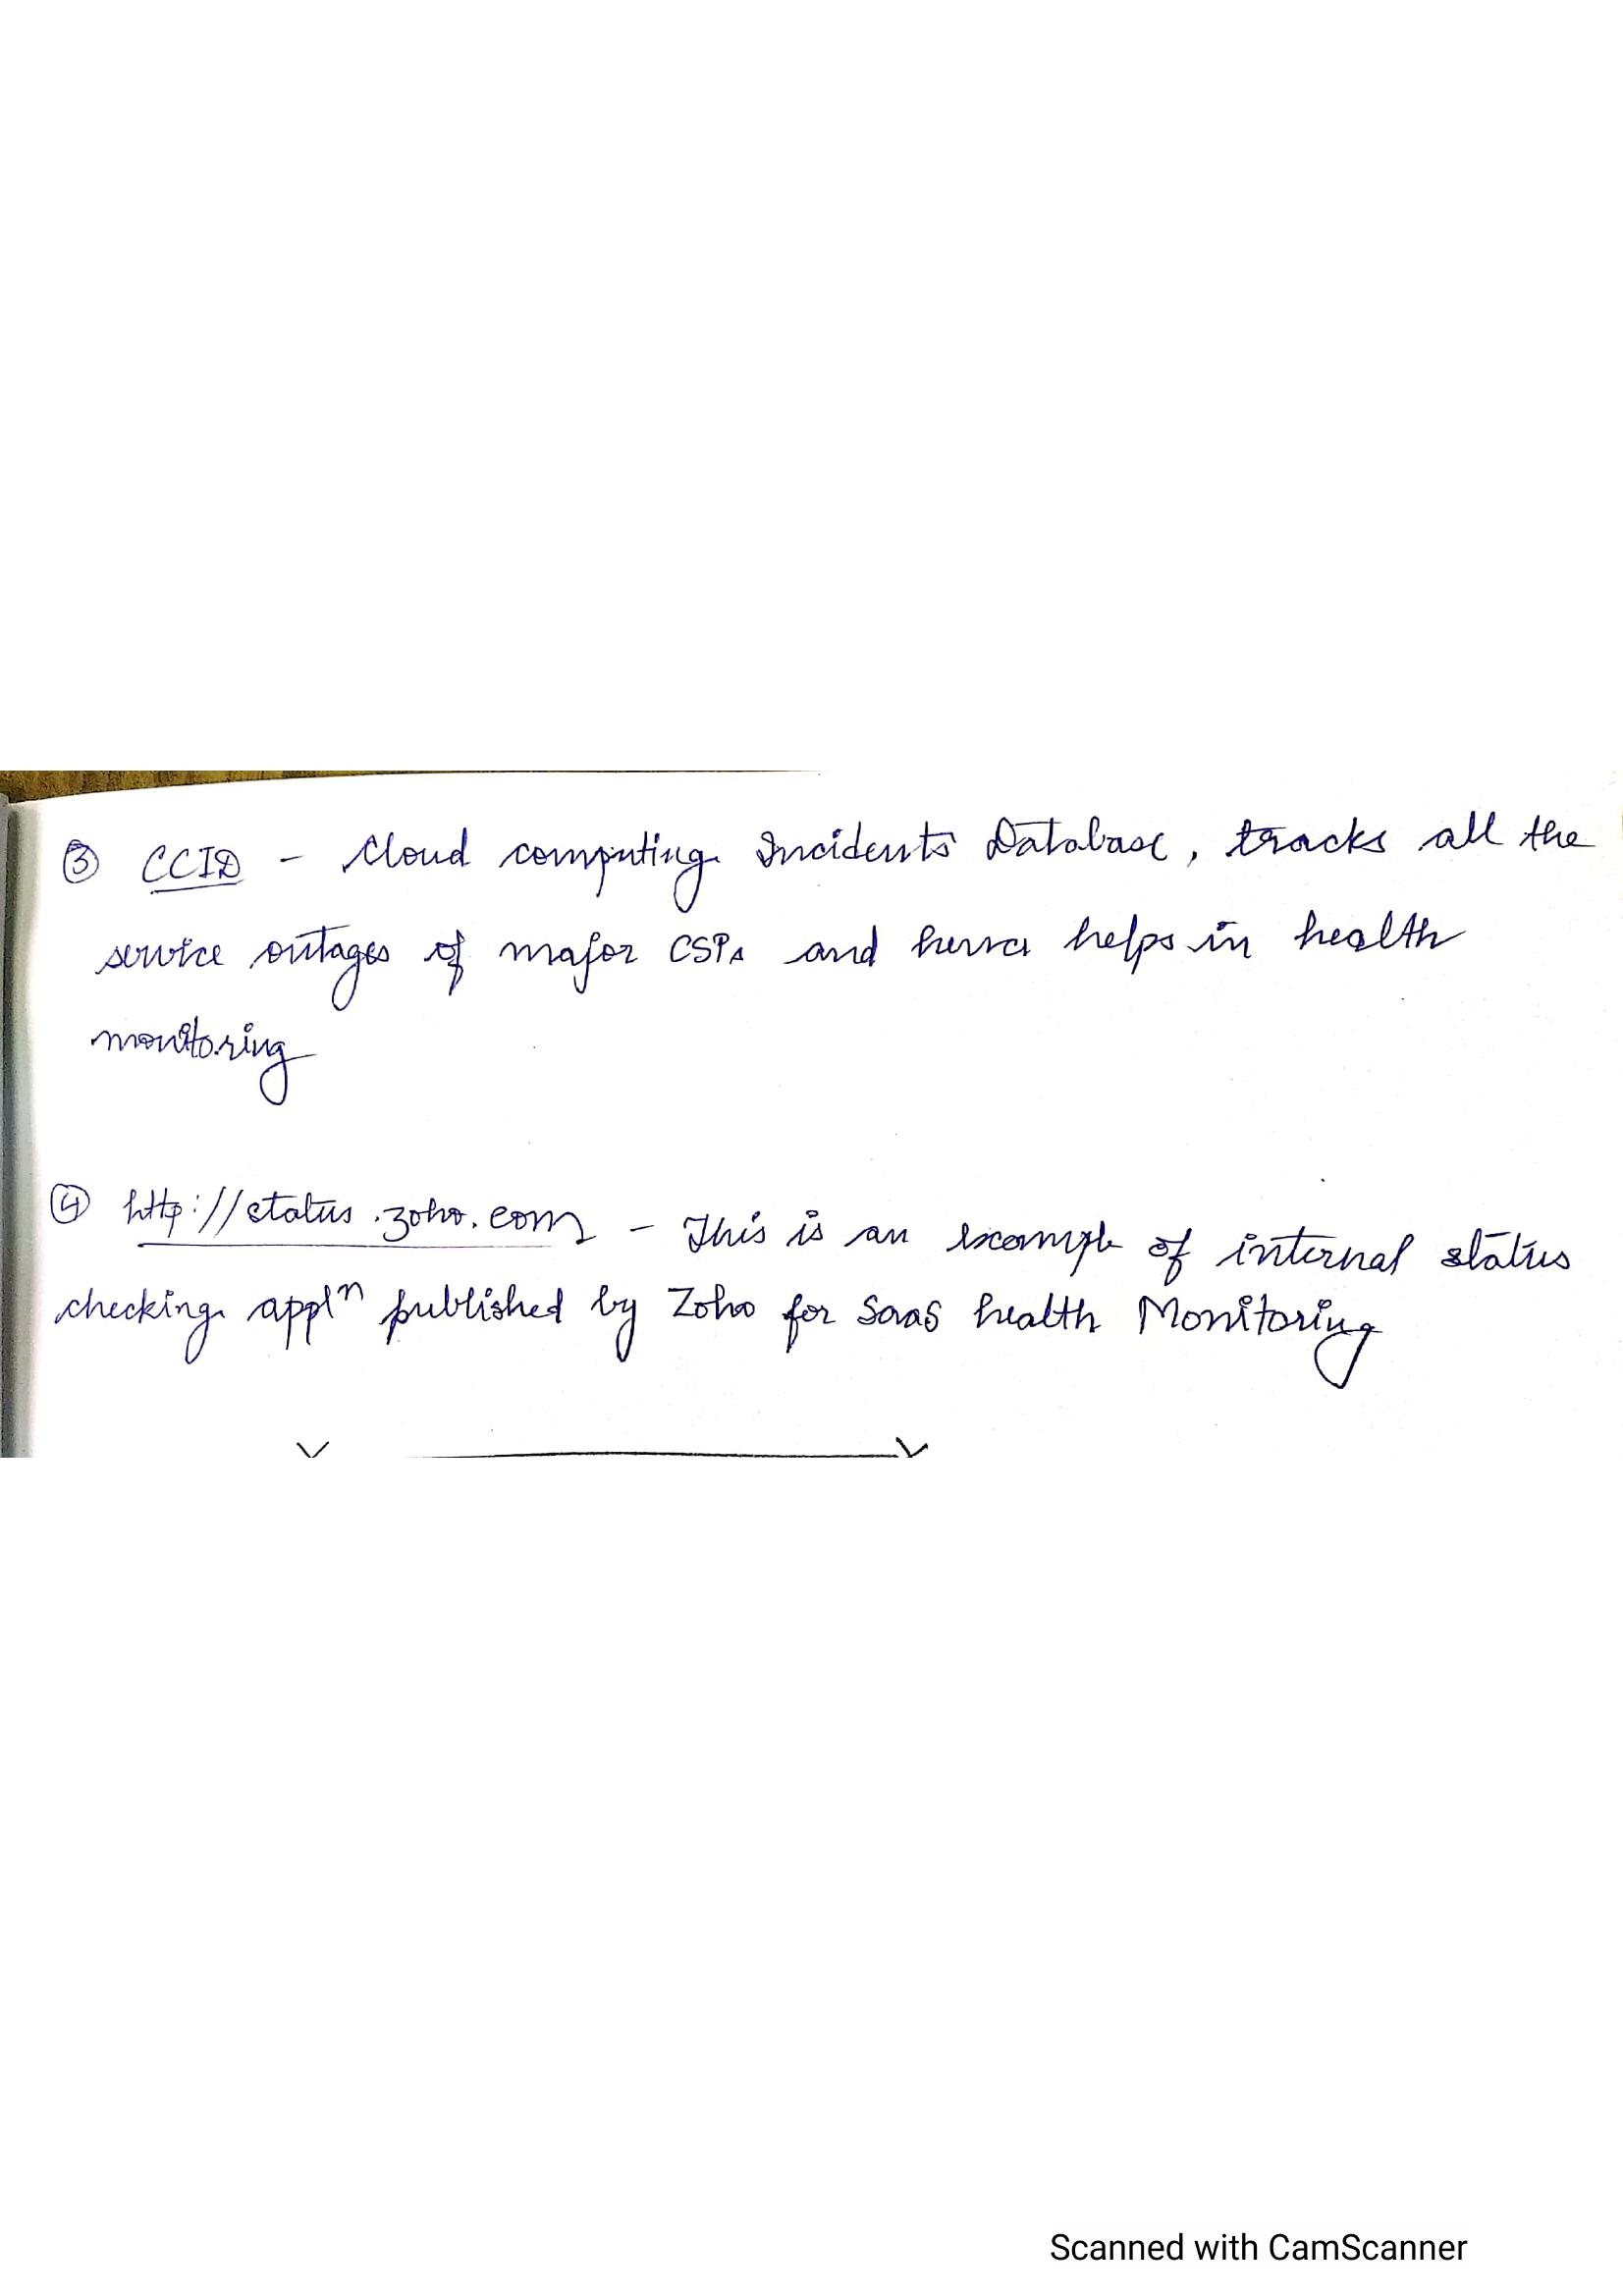 ③ CCID - Cloud computing Incidents Database, tracks all the
service outages of major CSPs and hence helps in health
monitoring
④ http://status.zoho.com - This is an example of internal status
checking applⁿ published by Zoho for SaaS health Monitoring
Scanned with CamScanner